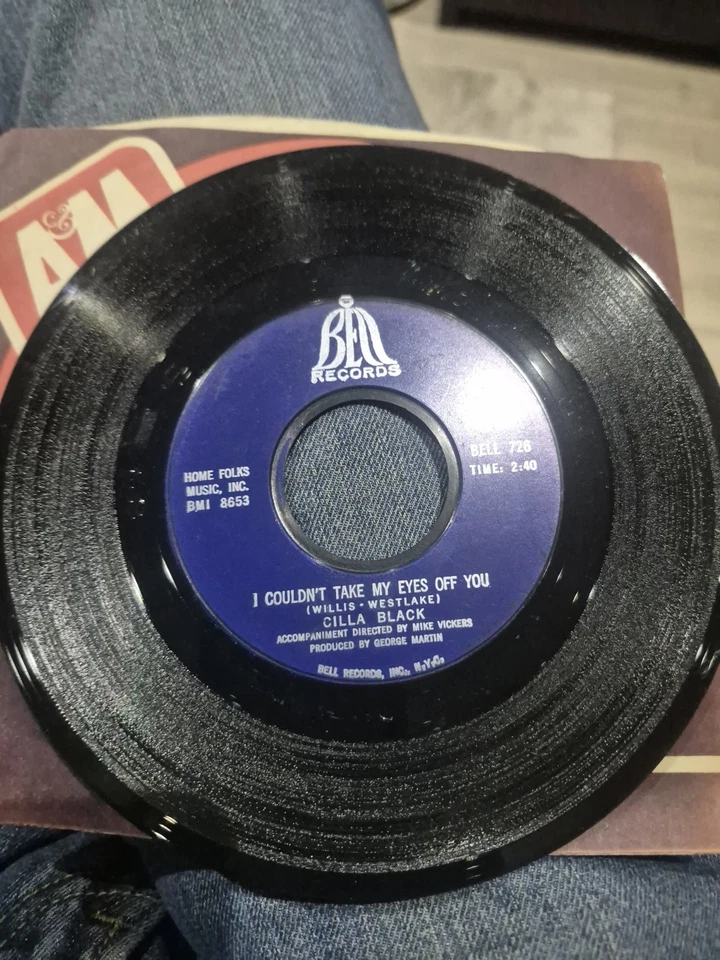 A&M
BELL
RECORDS
HOME FOLKS
MUSIC, INC.
BMI 8653
BELL 726
TIME: 2:40
I COULDN'T TAKE MY EYES OFF YOU
(WILLIS - WESTLAKE)
CILLA BLACK
ACCOMPANIMENT DIRECTED BY MIKE VICKERS
PRODUCED BY GEORGE MARTIN
BELL RECORDS, INC., N.Y.C.